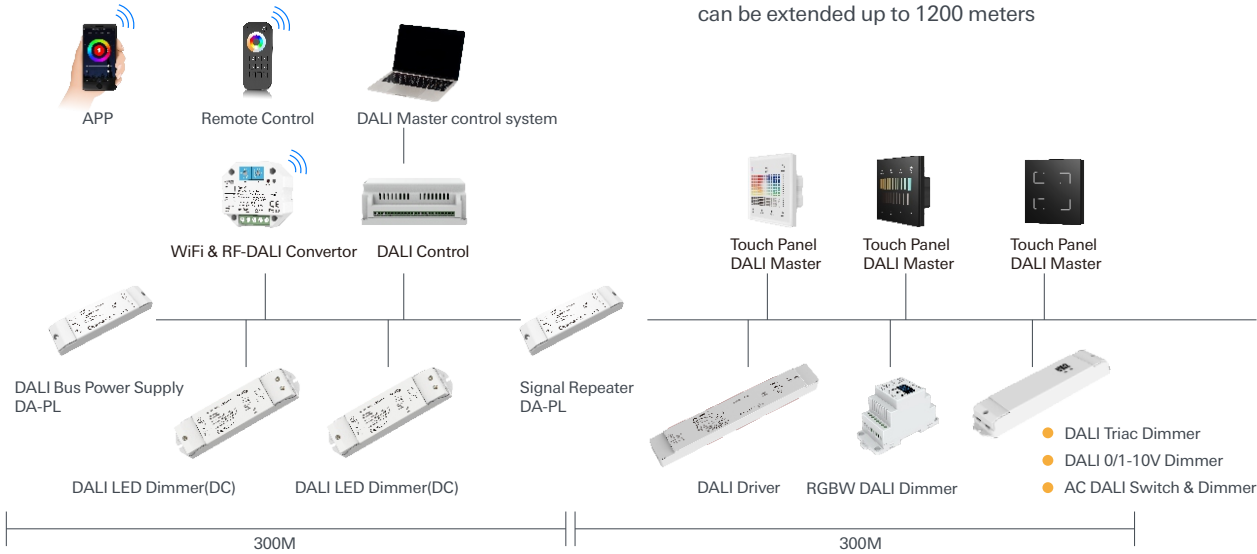 can be extended up to 1200 meters
APP
Remote Control
DALI Master control system
WiFi & RF-DALI Convertor
DALI Control
Touch Panel
DALI Master
Touch Panel
DALI Master
Touch Panel
DALI Master
DALI Bus Power Supply
DA-PL
Signal Repeater
DA-PL
DALI LED Dimmer(DC)
DALI LED Dimmer(DC)
DALI Driver
RGBW DALI Dimmer
DALI Triac Dimmer
DALI 0/1-10V Dimmer
AC DALI Switch & Dimmer
300M
300M